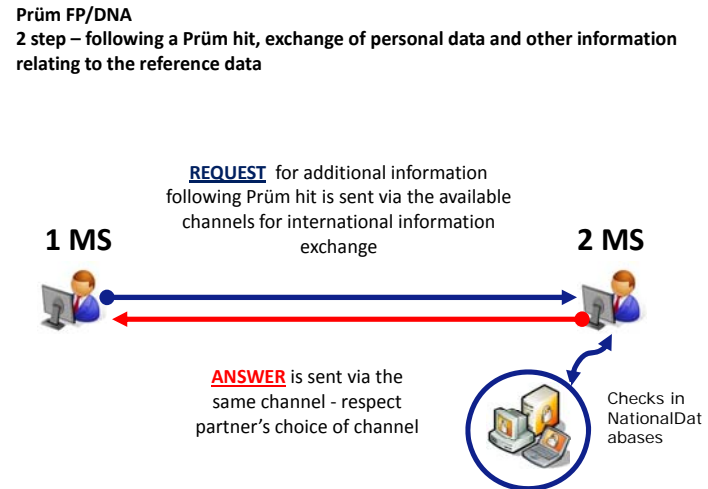 Prüm FP/DNA
2 step – following a Prüm hit, exchange of personal data and other information
relating to the reference data
REQUEST for additional information
following Prüm hit is sent via the available
channels for international information
exchange
1 MS
2 MS
ANSWER is sent via the
same channel - respect
partner's choice of channel
Checks in
NationalDat
abases